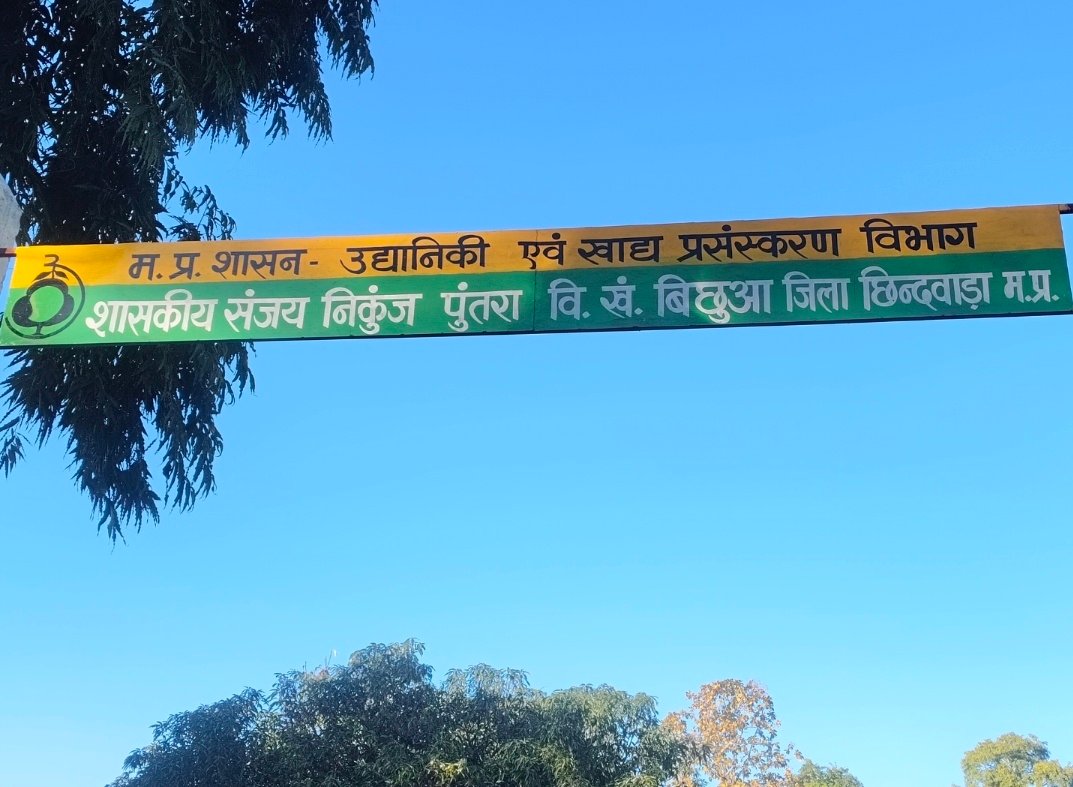 म. प्र. शासन- उद्यानिकी एवं खाद्य प्रसंस्करण विभाग
शासकीय संजय निकुंज पुंतरा वि. खं. बिछुआ जिला छिन्दवाड़ा म.प्र.